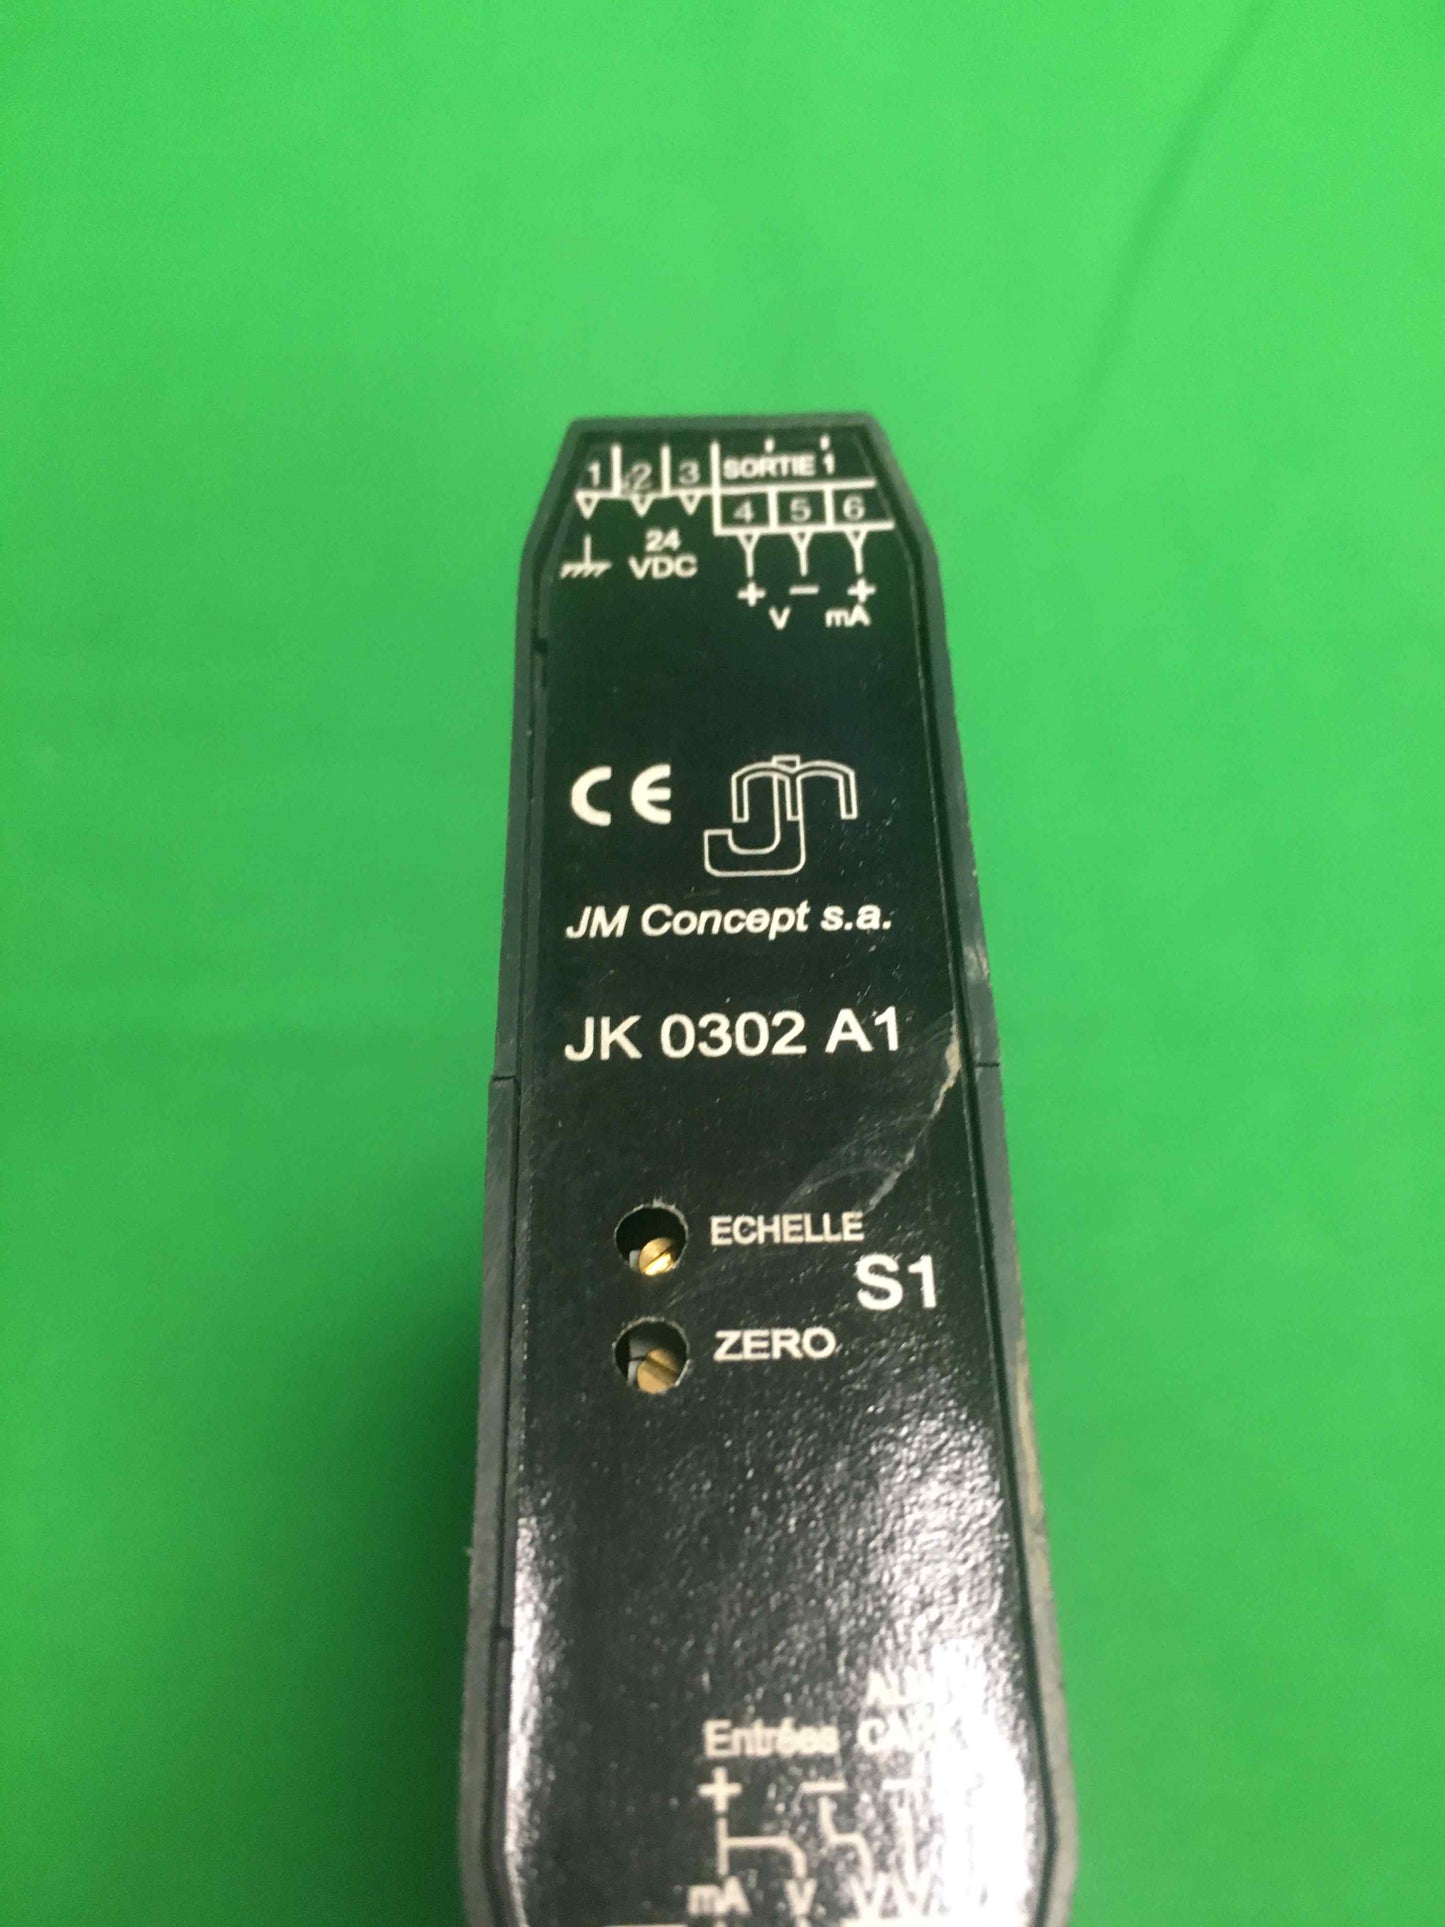 1 2 3 SORTIE 1
4 5 6
24
VDC
+ − +
V mA
CE jm
JM Concept s.a.
JK 0302 A1
ECHELLE
S1
ZERO
Entrées
+ − −
mA V